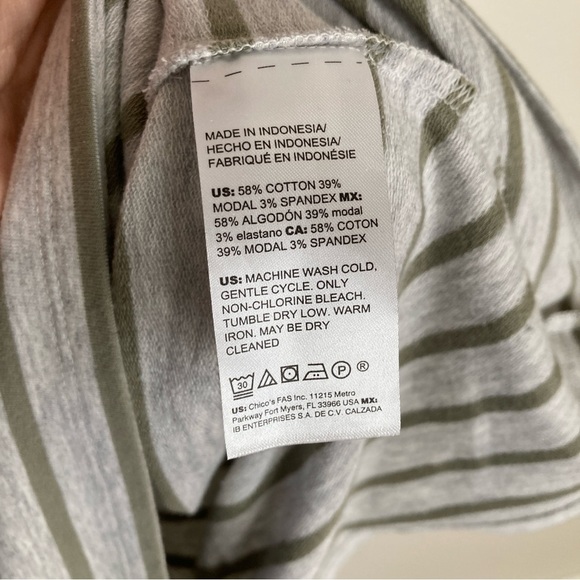 MADE IN INDONESIA/
HECHO EN INDONESIA/
FABRIQUÉ EN INDONÉSIE
US: 58% COTTON 39%
MODAL 3% SPANDEX MX:
58% ALGODÓN 39% modal
3% elastano CA: 58% COTON
39% MODAL 3% SPANDEX
US: MACHINE WASH COLD,
GENTLE CYCLE. ONLY
NON-CHLORINE BLEACH.
TUMBLE DRY LOW. WARM
IRON. MAY BE DRY
CLEANED
30 P ®
US: Chico's FAS Inc. 11215 Metro
Parkway Fort Myers, FL 33966 USA MX:
IB ENTERPRISES S.A. DE C.V. CALZADA